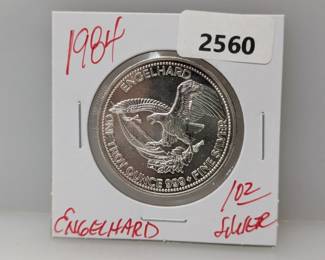 1984
2560
ENGELHARD
ONE TROY OUNCE 999+ FINE SILVER
ENGELHARD
1oz
SILVER